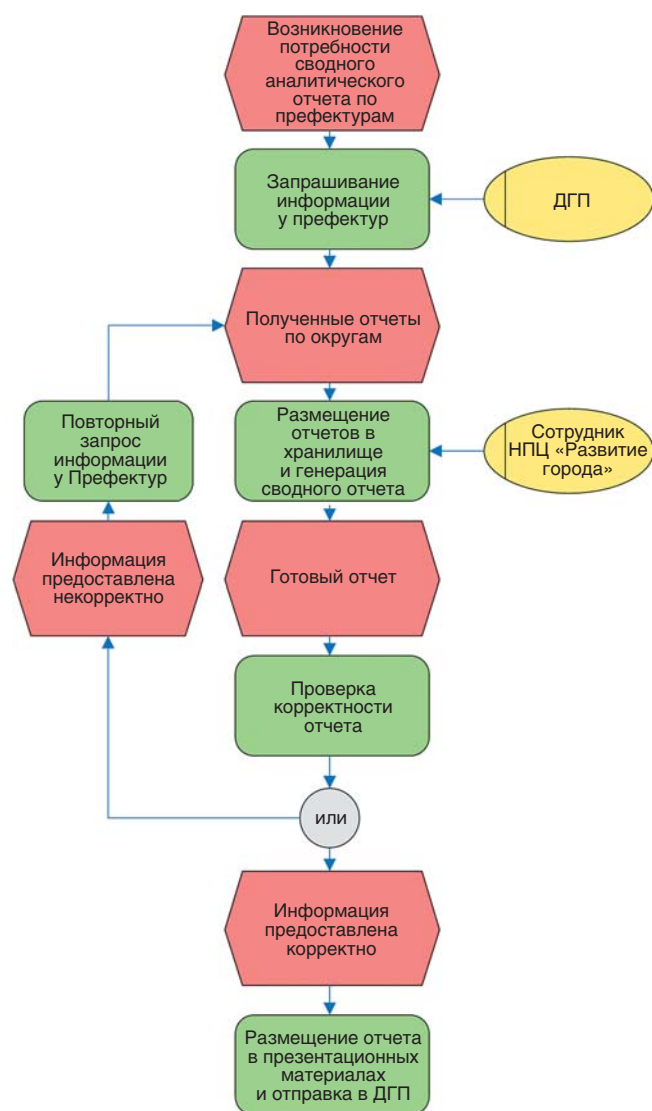 Возникновение
потребности
сводного
аналитического
отчета по
префектурам
Запрашивание
информации
у префектур
ДГП
Полученные отчеты
по округам
Повторный
запрос
информации
у Префектур
Размещение
отчетов в
хранилище
и генерация
сводного отчета
Сотрудник
НПЦ «Развитие
города»
Информация
предоставлена
некорректно
Готовый отчет
Проверка
корректности
отчета
или
Информация
предоставлена
корректно
Размещение отчета
в презентационных
материалах
и отправка в ДГП